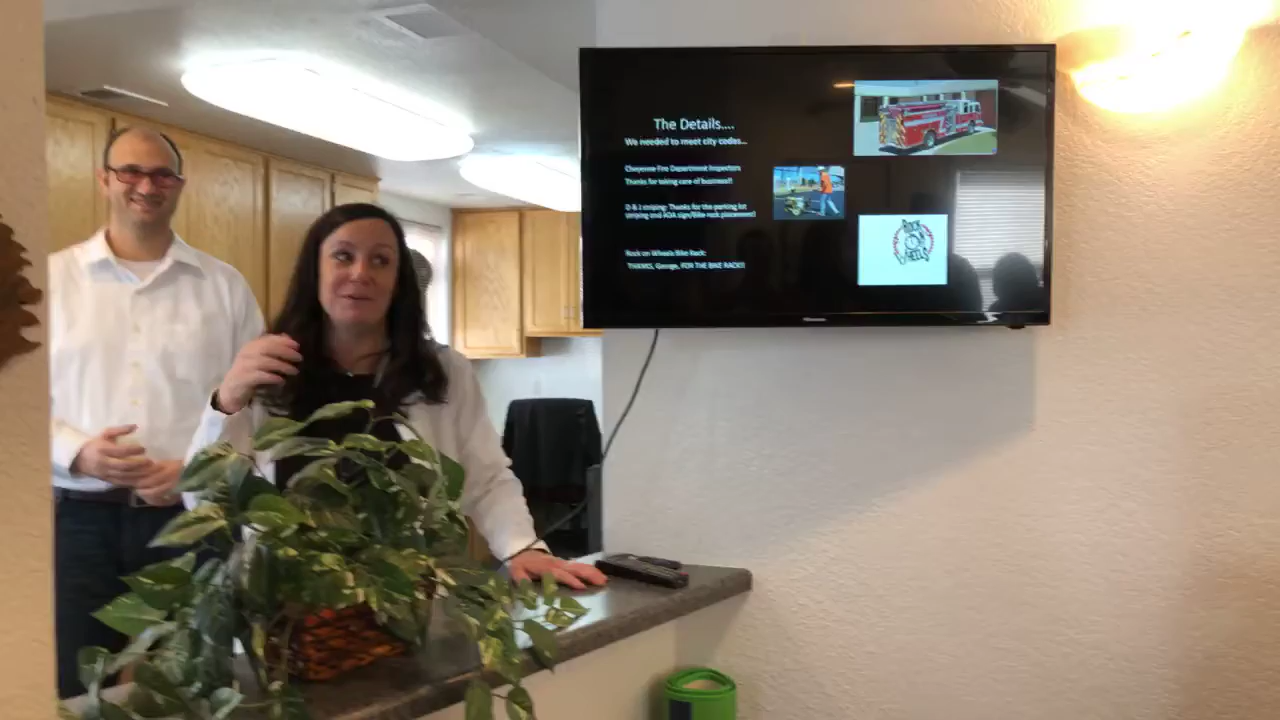 The Details....
We needed to meet city codes...
Cheyenne Fire Department Inspectors
Thanks for taking care of business!!
D & J striping: Thanks for the parking lot
striping and ADA sign/Bike rack placement!
Rock on Wheels Bike Rack:
THANKS, George, FOR THE BIKE RACK!!
Hisense